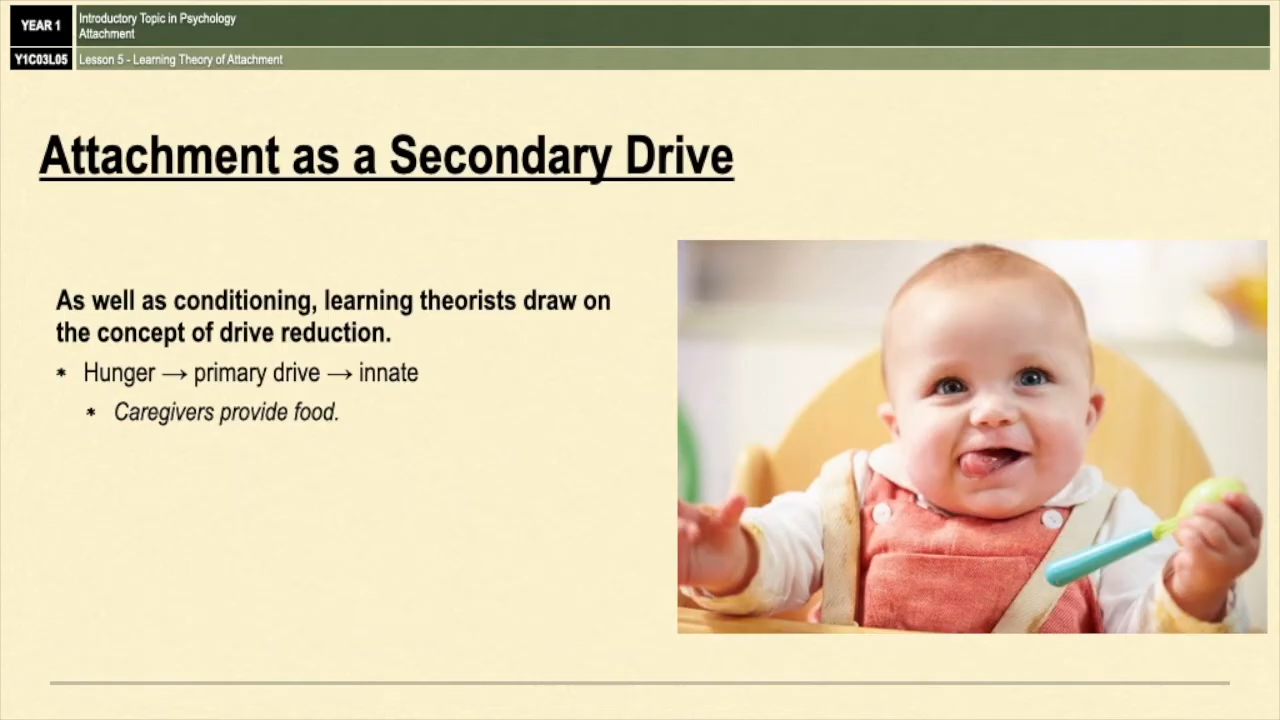 YEAR 1
Introductory Topic in Psychology
Attachment
Y1C03L05
Lesson 5 - Learning Theory of Attachment
Attachment as a Secondary Drive
As well as conditioning, learning theorists draw on
the concept of drive reduction.
* Hunger → primary drive → innate
* Caregivers provide food.